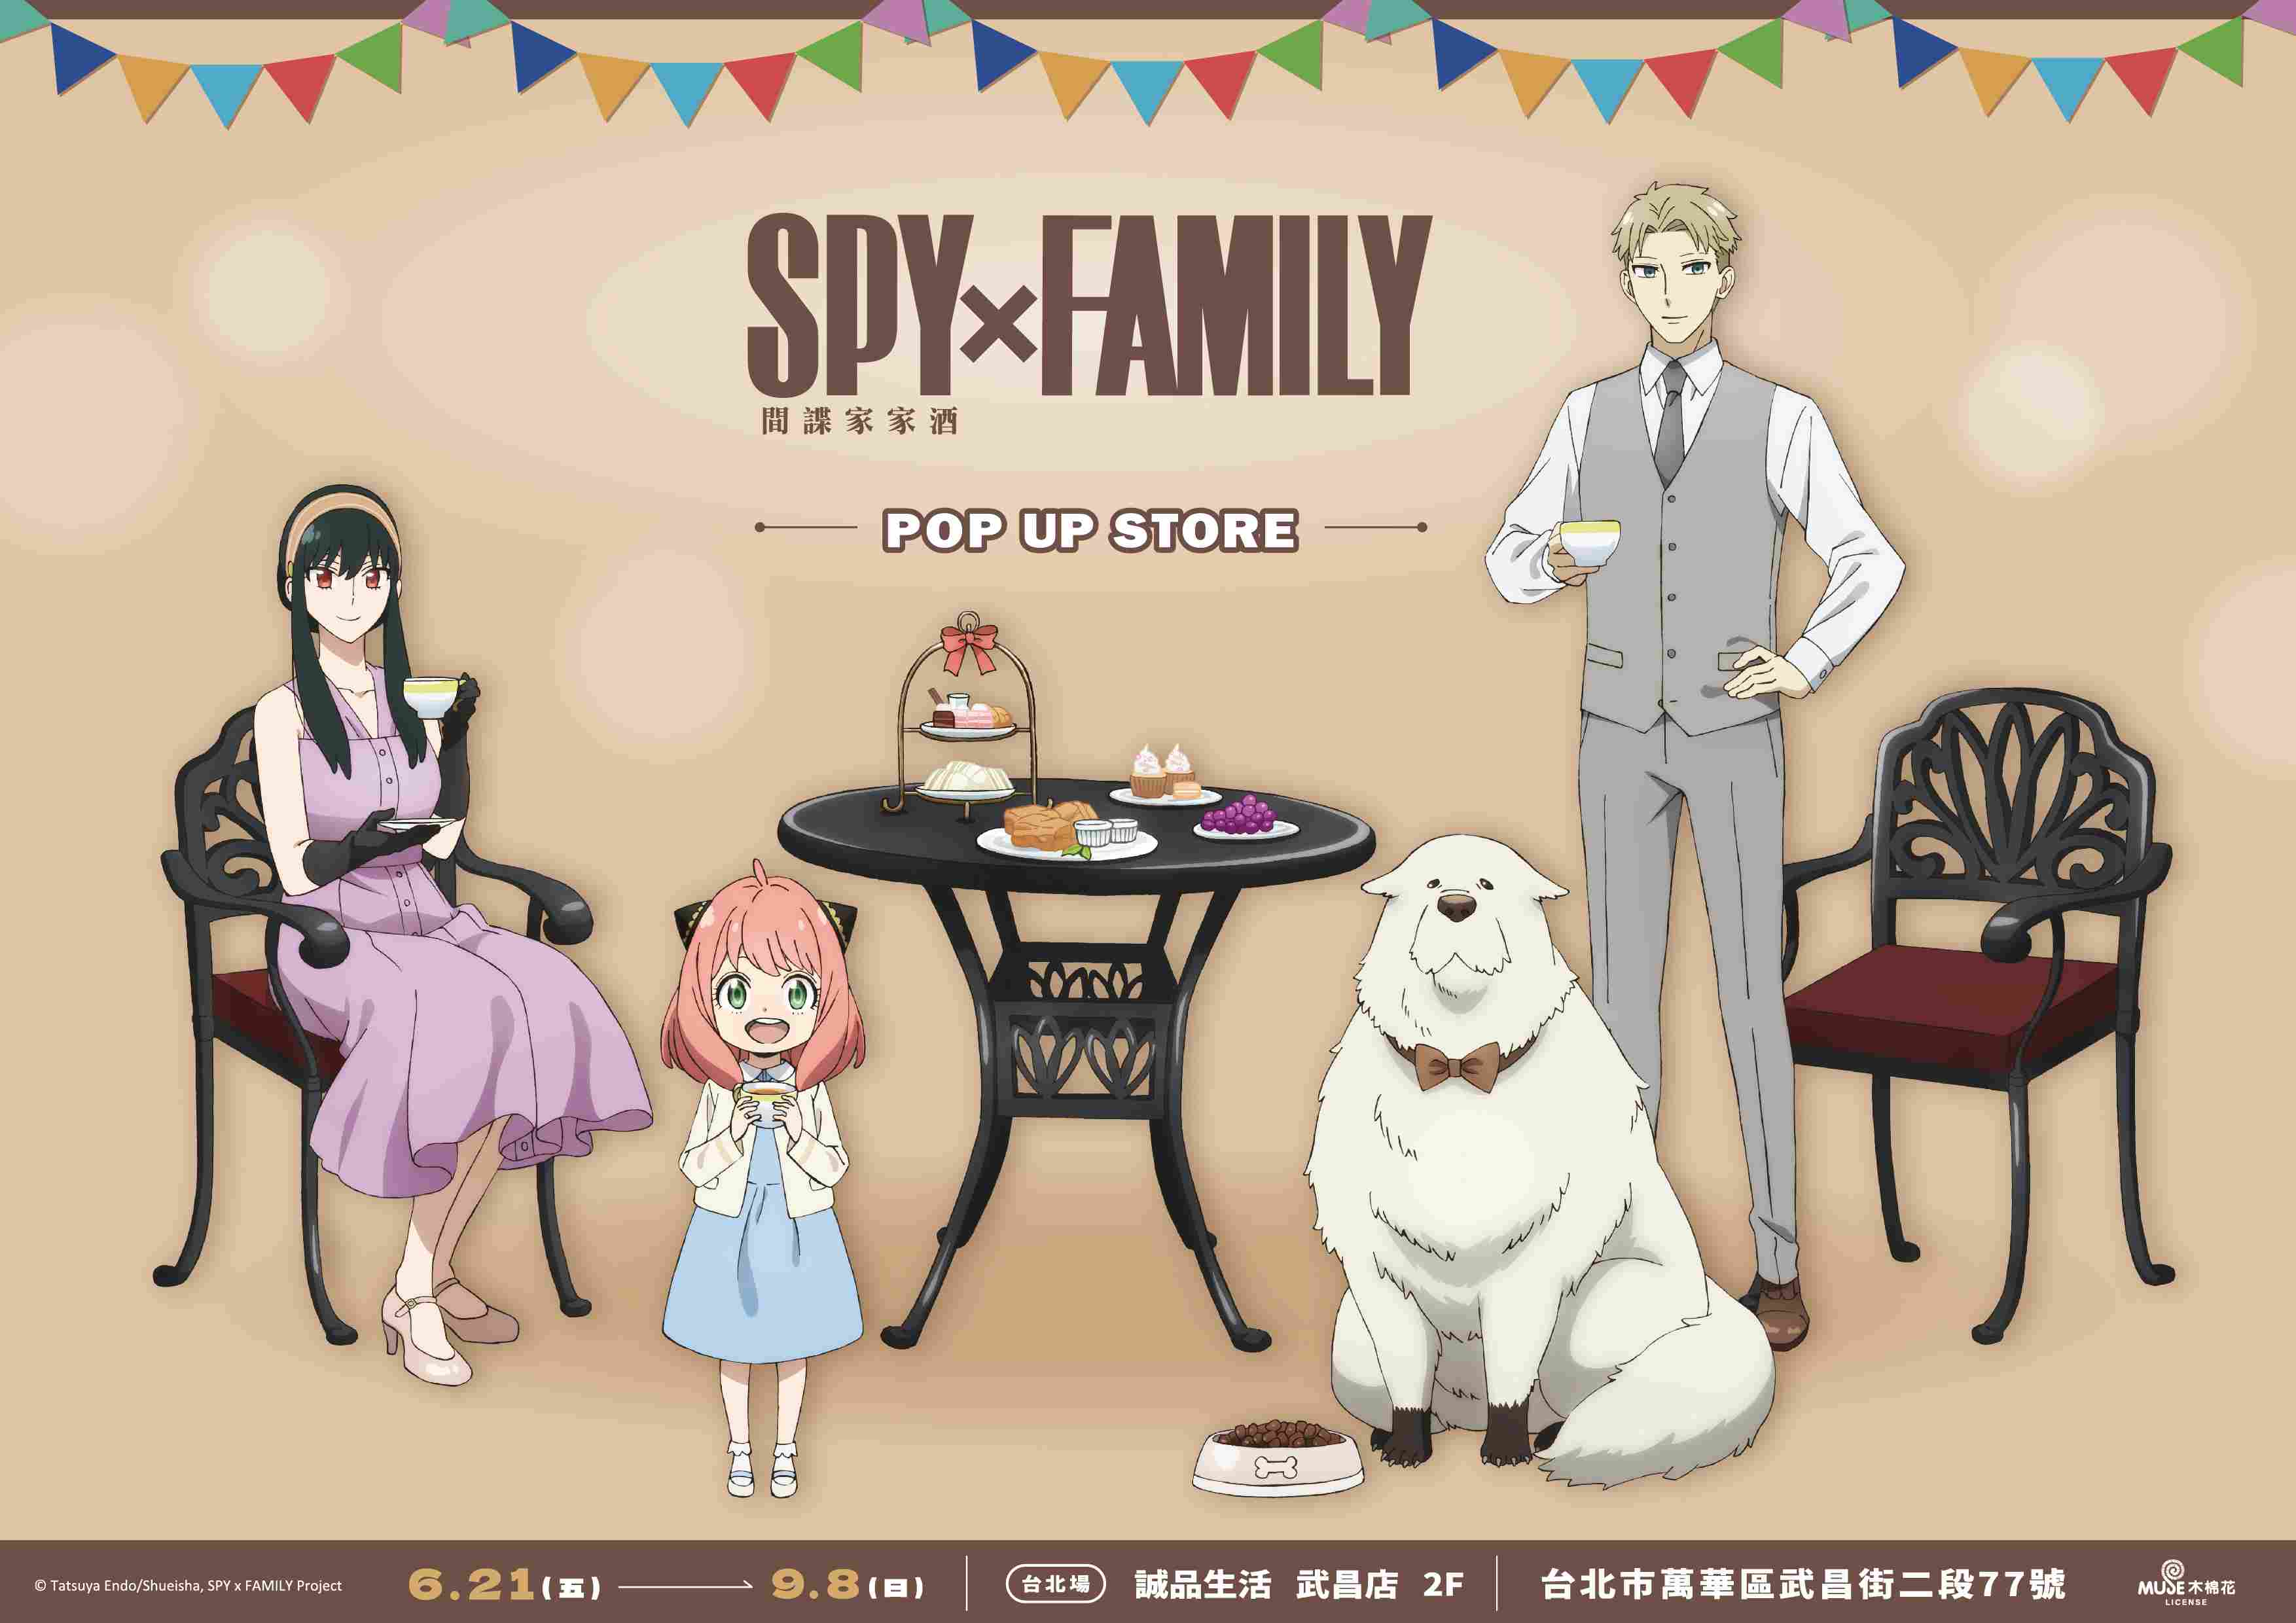 SPY×FAMILY
間諜家家酒
POP UP STORE
© Tatsuya Endo/Shueisha, SPY x FAMILY Project
6.21(五) 9.8(日)
台北場 誠品生活 武昌店 2F
台北市萬華區武昌街二段77號
MUSE木棉花
LICENSE